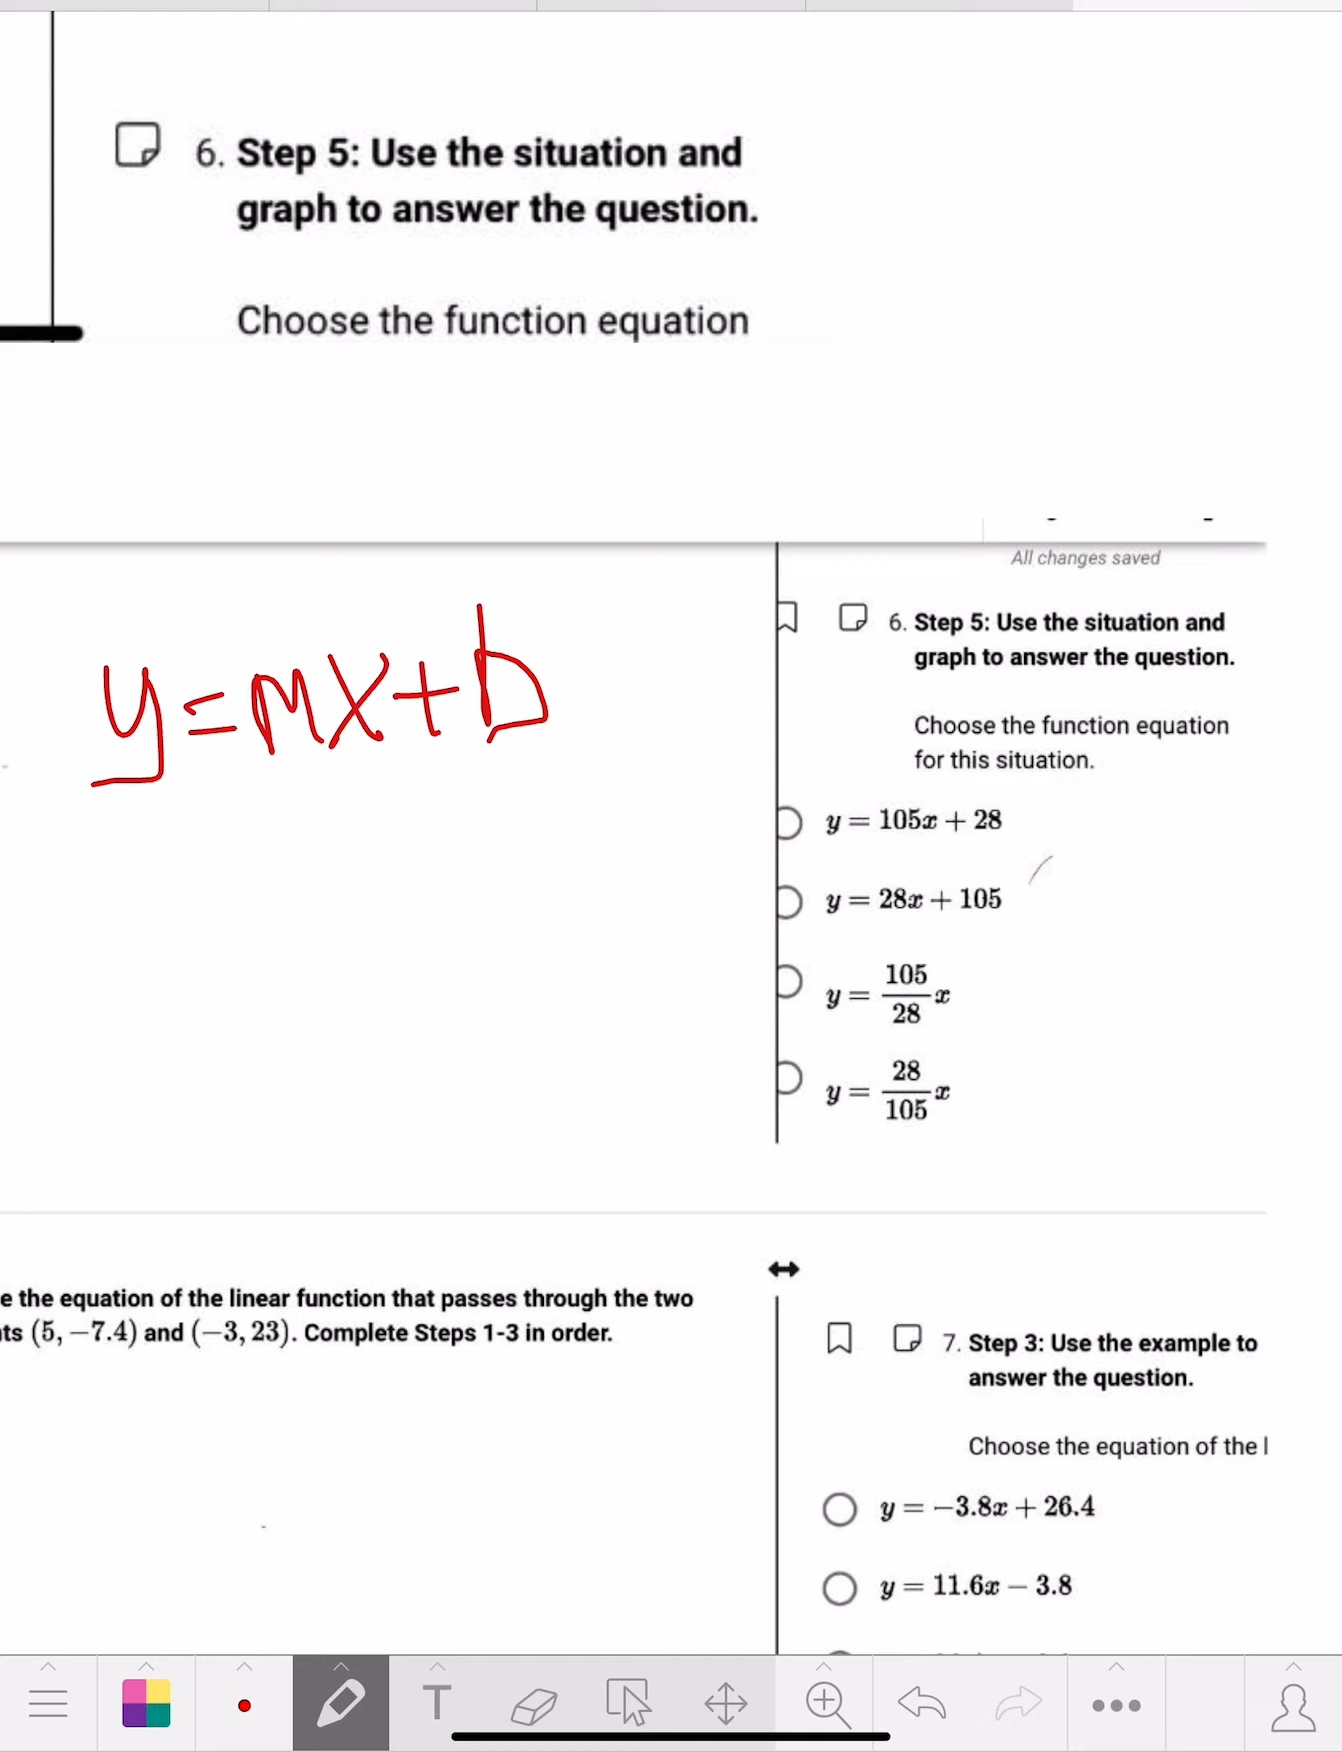 6. Step 5: Use the situation and
graph to answer the question.
Choose the function equation
All changes saved
y=mx+b
6. Step 5: Use the situation and
graph to answer the question.
Choose the function equation
for this situation.
y = 105x + 28
y = 28x + 105
y = 105/28 x
y = 28/105 x
e the equation of the linear function that passes through the two
ts (5, −7.4) and (−3, 23). Complete Steps 1-3 in order.
7. Step 3: Use the example to
answer the question.
Choose the equation of the l
y = −3.8x + 26.4
y = 11.6x − 3.8
T